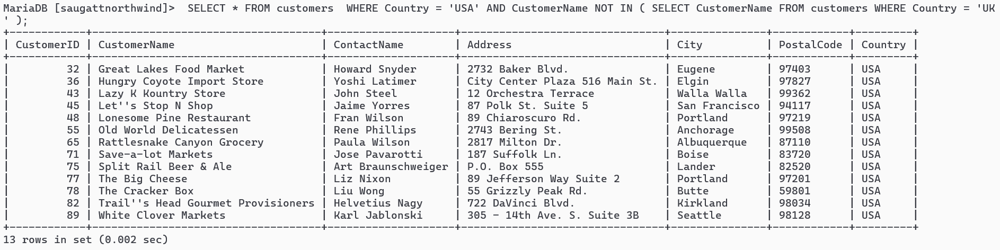 MariaDB [saugattnorthwind]>  SELECT * FROM customers  WHERE Country = 'USA' AND CustomerName NOT IN ( SELECT CustomerName FROM customers WHERE Country = 'UK
' );
+------------+------------------------------------+--------------------+--------------------------------+---------------+------------+---------+
| CustomerID | CustomerName                       | ContactName        | Address                        | City          | PostalCode | Country |
+------------+------------------------------------+--------------------+--------------------------------+---------------+------------+---------+
|         32 | Great Lakes Food Market            | Howard Snyder      | 2732 Baker Blvd.               | Eugene        | 97403      | USA     |
|         36 | Hungry Coyote Import Store         | Yoshi Latimer      | City Center Plaza 516 Main St. | Elgin         | 97827      | USA     |
|         43 | Lazy K Kountry Store               | John Steel         | 12 Orchestra Terrace           | Walla Walla   | 99362      | USA     |
|         45 | Let''s Stop N Shop                 | Jaime Yorres       | 87 Polk St. Suite 5            | San Francisco | 94117      | USA     |
|         48 | Lonesome Pine Restaurant           | Fran Wilson        | 89 Chiaroscuro Rd.             | Portland      | 97219      | USA     |
|         55 | Old World Delicatessen             | Rene Phillips      | 2743 Bering St.                | Anchorage     | 99508      | USA     |
|         65 | Rattlesnake Canyon Grocery         | Paula Wilson       | 2817 Milton Dr.                | Albuquerque   | 87110      | USA     |
|         71 | Save-a-lot Markets                 | Jose Pavarotti     | 187 Suffolk Ln.                | Boise         | 83720      | USA     |
|         75 | Split Rail Beer & Ale              | Art Braunschweiger | P.O. Box 555                   | Lander        | 82520      | USA     |
|         77 | The Big Cheese                     | Liz Nixon          | 89 Jefferson Way Suite 2       | Portland      | 97201      | USA     |
|         78 | The Cracker Box                    | Liu Wong           | 55 Grizzly Peak Rd.            | Butte         | 59801      | USA     |
|         82 | Trail''s Head Gourmet Provisioners | Helvetius Nagy     | 722 DaVinci Blvd.              | Kirkland      | 98034      | USA     |
|         89 | White Clover Markets               | Karl Jablonski     | 305 - 14th Ave. S. Suite 3B    | Seattle       | 98128      | USA     |
+------------+------------------------------------+--------------------+--------------------------------+---------------+------------+---------+
13 rows in set (0.002 sec)